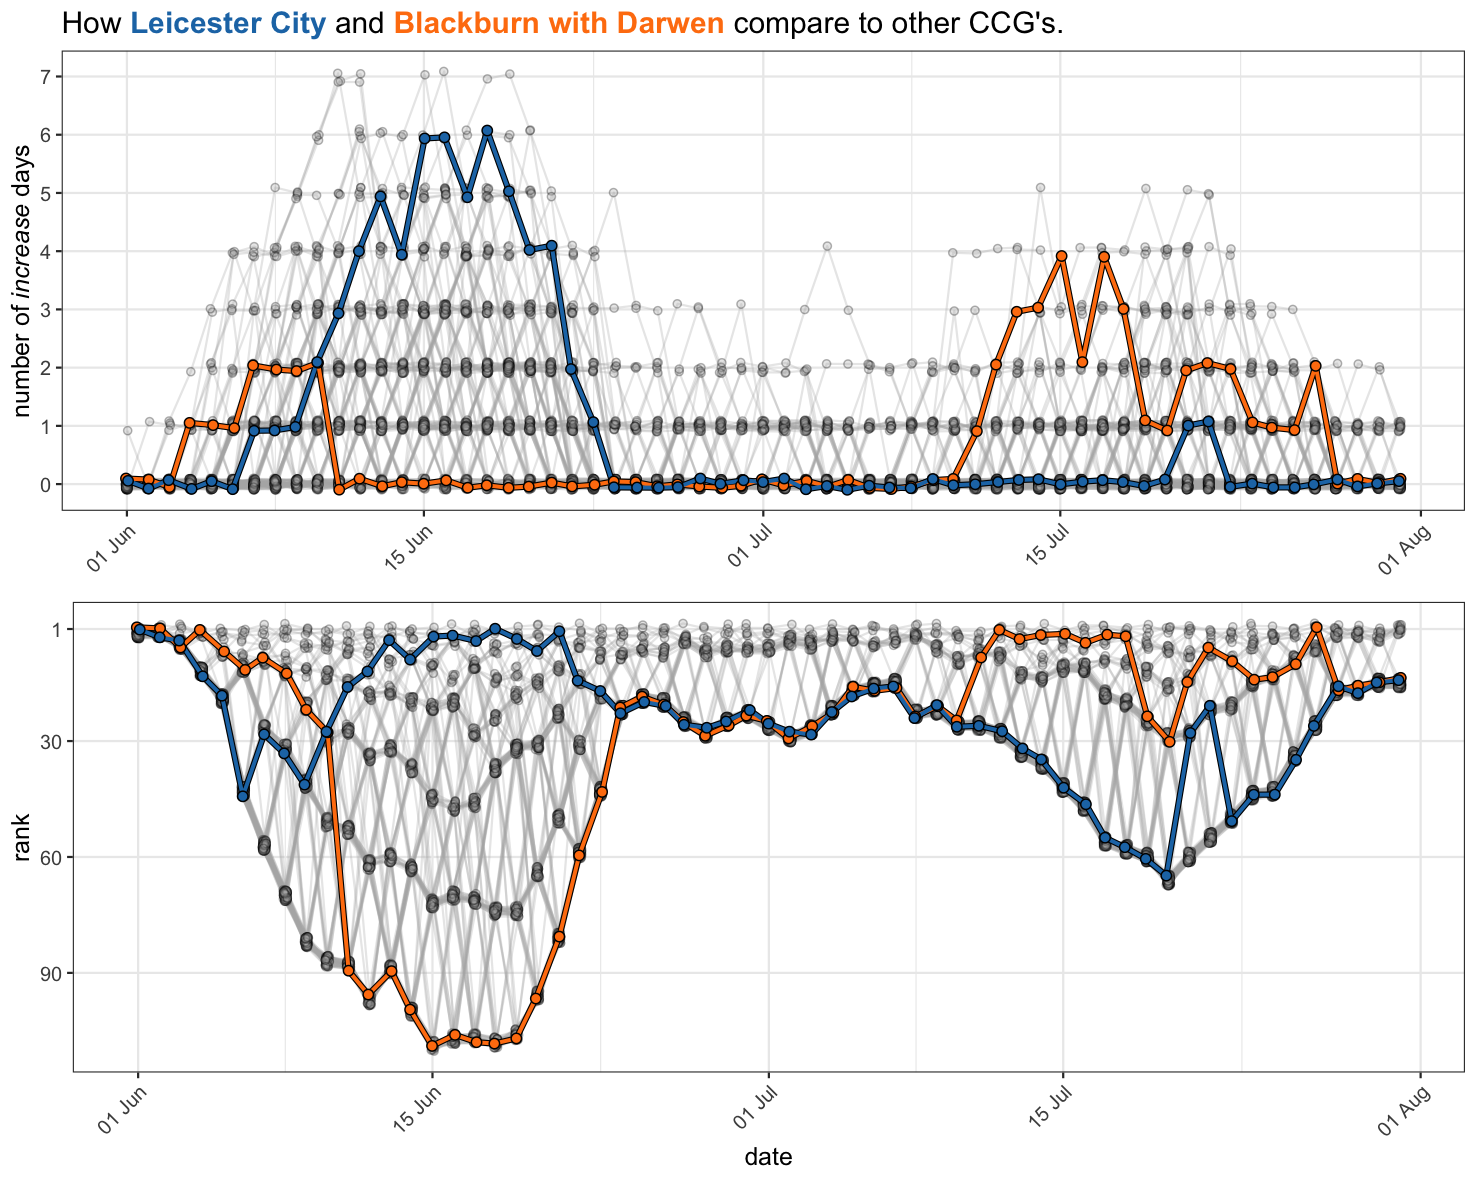 How Leicester City and Blackburn with Darwen compare to other CCG's.
number of increase days
7
6
5
4
3
2
1
0
01 Jun
15 Jun
01 Jul
15 Jul
01 Aug
rank
1
30
60
90
01 Jun
15 Jun
01 Jul
15 Jul
01 Aug
date